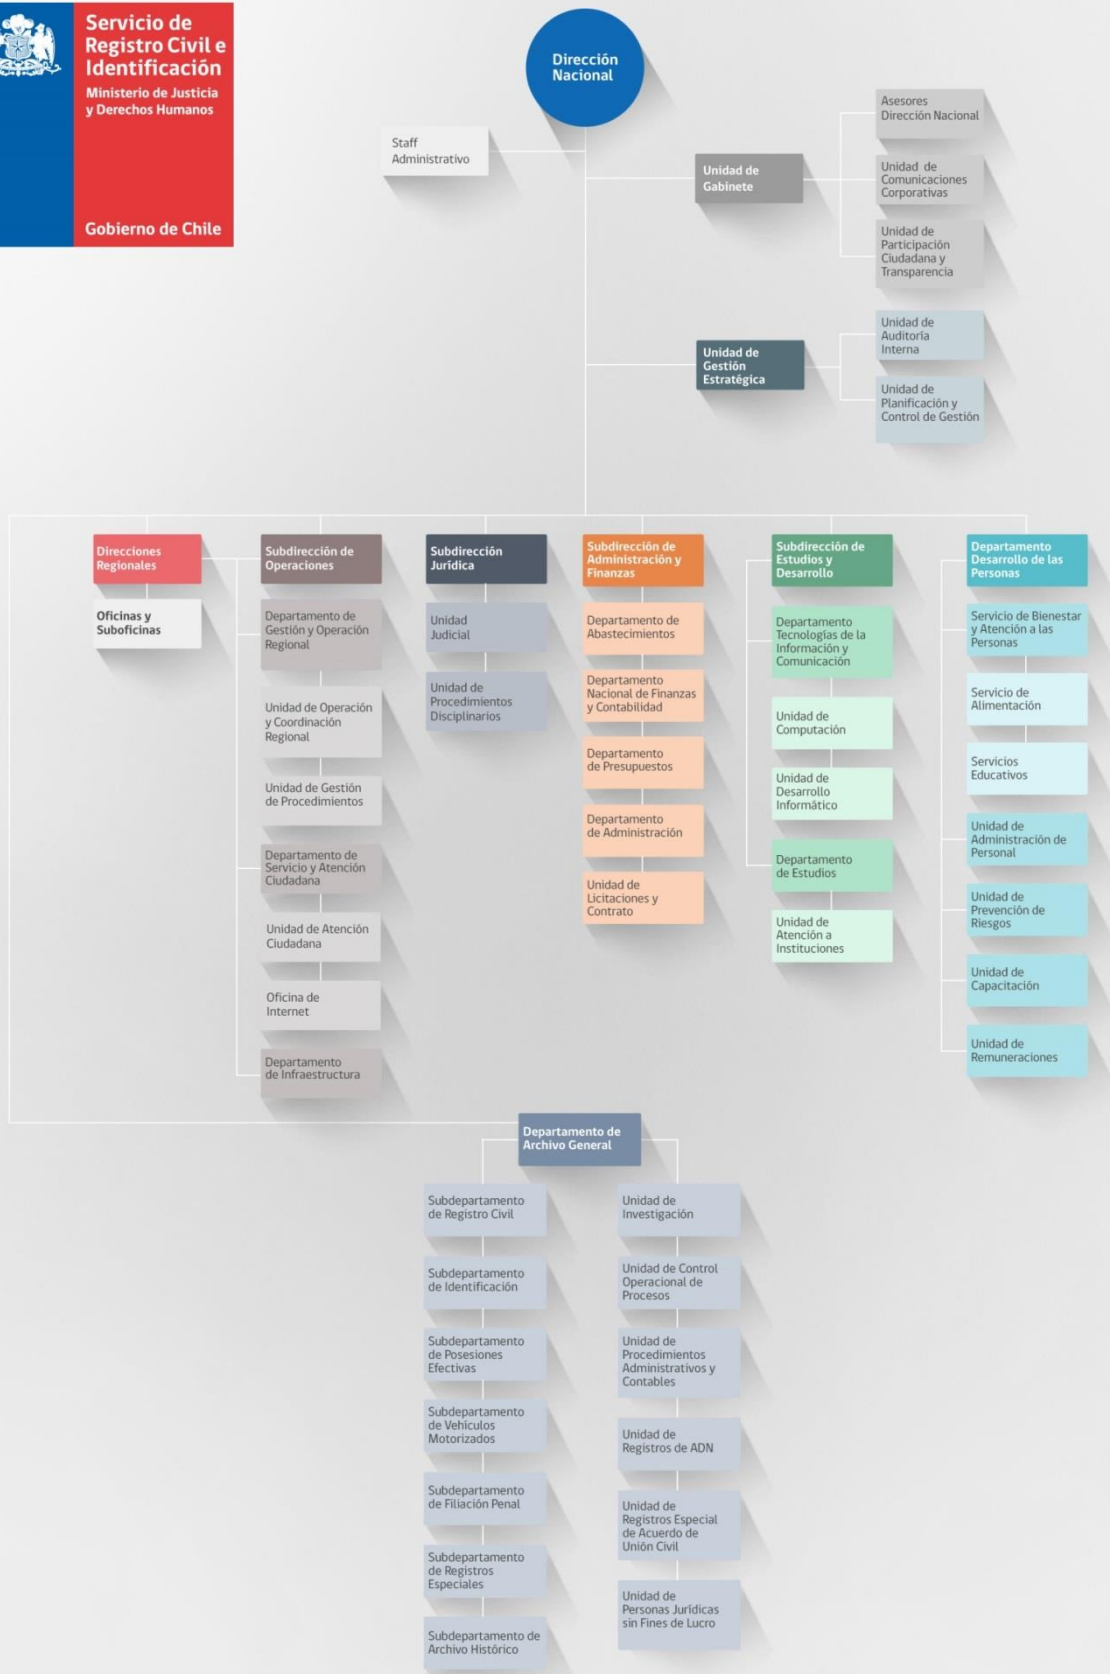 Servicio de
Registro Civil e
Identificación
Ministerio de Justicia
y Derechos Humanos
Gobierno de Chile
Dirección
Nacional
Staff
Administrativo
Unidad de
Gabinete
Asesores
Dirección Nacional
Unidad de
Comunicaciones
Corporativas
Unidad de
Participación
Ciudadana y
Transparencia
Unidad de
Gestión
Estratégica
Unidad de
Auditoría
Interna
Unidad de
Planificación y
Control de Gestión
Direcciones
Regionales
Oficinas y
Suboficinas
Subdirección de
Operaciones
Departamento de
Gestión y Operación
Regional
Unidad de Operación
y Coordinación
Regional
Unidad de Gestión
de Procedimientos
Departamento de
Servicio y Atención
Ciudadana
Unidad de Atención
Ciudadana
Oficina de
Internet
Departamento
de Infraestructura
Subdirección
Jurídica
Unidad
Judicial
Unidad de
Procedimientos
Disciplinarios
Subdirección de
Administración y
Finanzas
Departamento de
Abastecimientos
Departamento
Nacional de Finanzas
y Contabilidad
Departamento
de Presupuestos
Departamento
de Administración
Unidad de
Licitaciones y
Contrato
Subdirección de
Estudios y
Desarrollo
Departamento
Tecnologías de la
Información y
Comunicación
Unidad de
Computación
Unidad de
Desarrollo
Informático
Departamento
de Estudios
Unidad de
Atención a
Instituciones
Departamento
Desarrollo de las
Personas
Servicio de Bienestar
y Atención a las
Personas
Servicio de
Alimentación
Servicios
Educativos
Unidad de
Administración de
Personal
Unidad de
Prevención de
Riesgos
Unidad de
Capacitación
Unidad de
Remuneraciones
Departamento de
Archivo General
Subdepartamento
de Registro Civil
Subdepartamento
de Identificación
Subdepartamento
de Posesiones
Efectivas
Subdepartamento
de Vehículos
Motorizados
Subdepartamento
de Filiación Penal
Subdepartamento
de Registros
Especiales
Subdepartamento de
Archivo Histórico
Unidad de
Investigación
Unidad de Control
Operacional de
Procesos
Unidad de
Procedimientos
Administrativos y
Contables
Unidad de
Registros de ADN
Unidad de
Registros Especial
de Acuerdo de
Unión Civil
Unidad de
Personas Jurídicas
sin Fines de Lucro